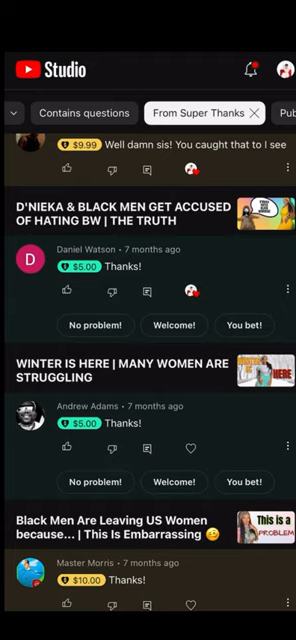 Studio
Contains questions
From Super Thanks
Pub
$9.99 Well damn sis! You caught that to I see
D'NIEKA & BLACK MEN GET ACCUSED
OF HATING BW | THE TRUTH
D
Daniel Watson • 7 months ago
$5.00 Thanks!
No problem! Welcome! You bet!
WINTER IS HERE | MANY WOMEN ARE
STRUGGLING
HERE
Andrew Adams • 7 months ago
$5.00 Thanks!
No problem! Welcome! You bet!
Black Men Are Leaving US Women
because... | This Is Embarrassing 🥴
This is a
PROBLEM
Master Morris • 7 months ago
$10.00 Thanks!